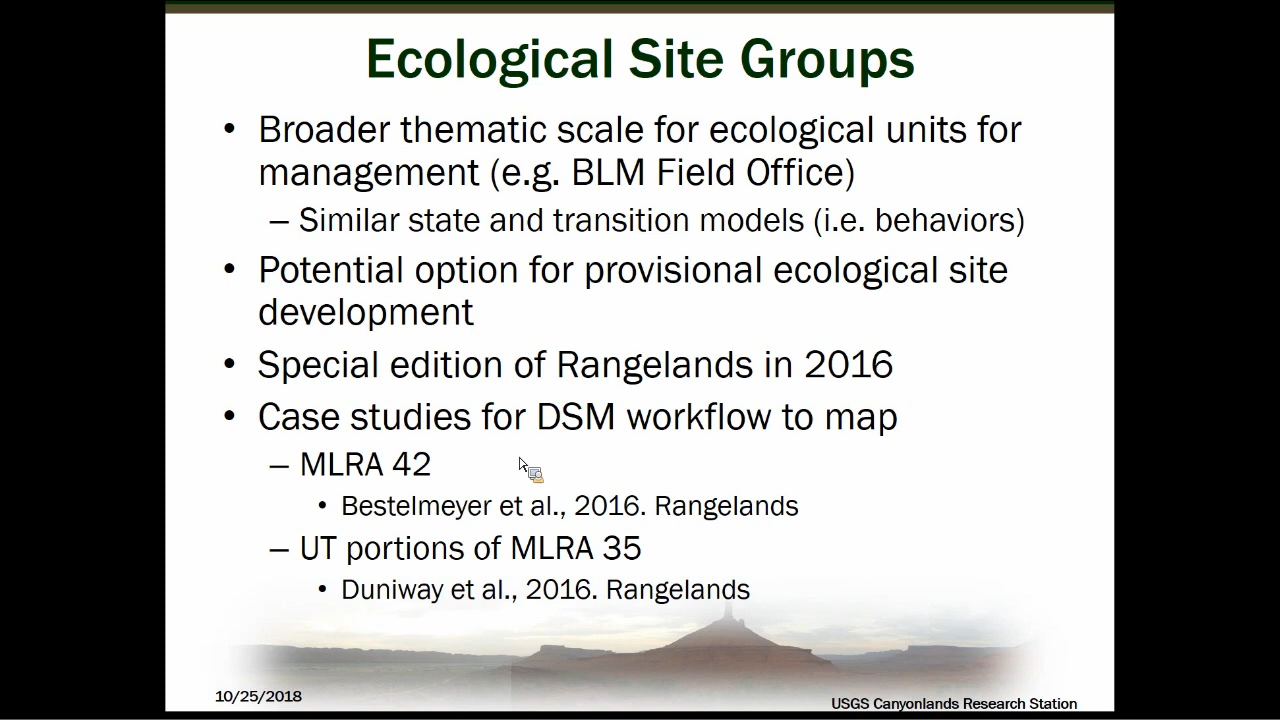 Ecological Site Groups
• Broader thematic scale for ecological units for
management (e.g. BLM Field Office)
– Similar state and transition models (i.e. behaviors)
• Potential option for provisional ecological site
development
• Special edition of Rangelands in 2016
• Case studies for DSM workflow to map
– MLRA 42
• Bestelmeyer et al., 2016. Rangelands
– UT portions of MLRA 35
• Duniway et al., 2016. Rangelands
10/25/2018
USGS Canyonlands Research Station